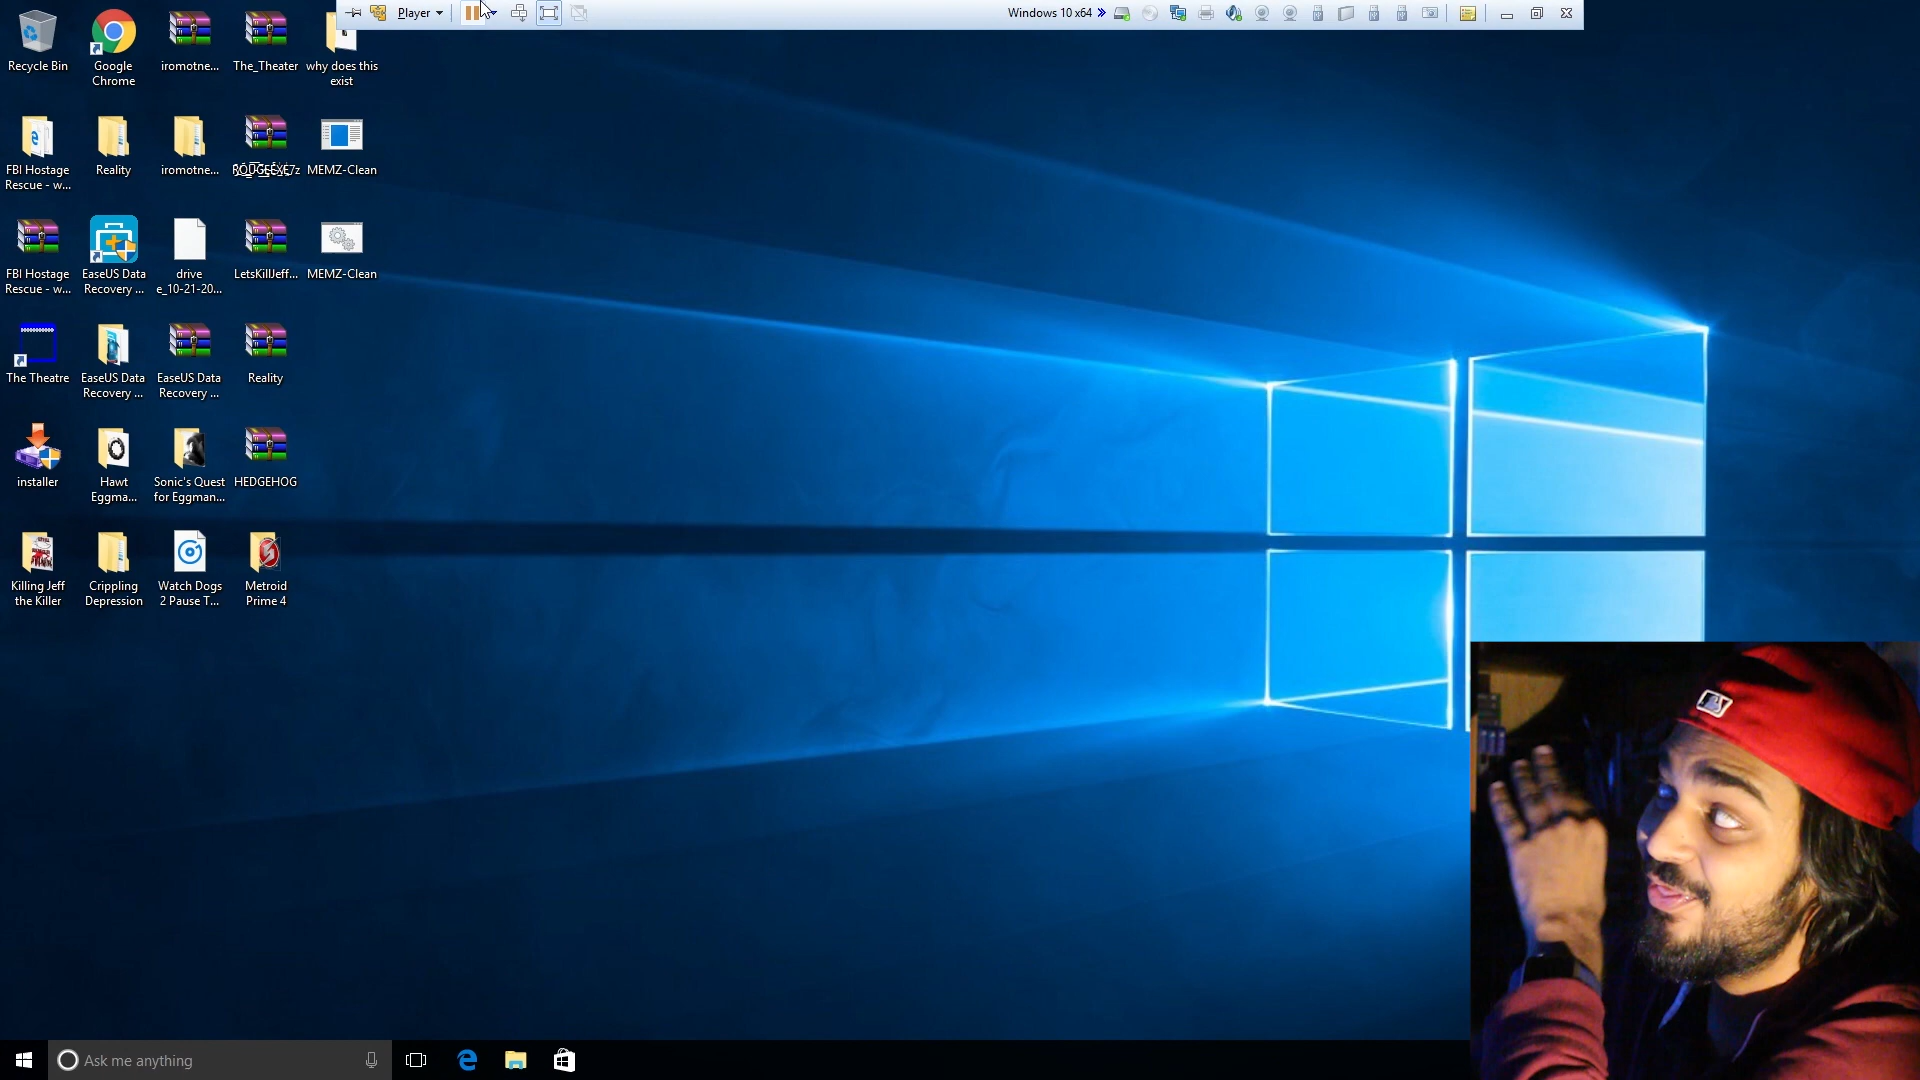 Player
Windows 10 x64
Recycle Bin
Google
Chrome
iromotne...
The_Theater
why does this
exist
FBI Hostage
Rescue - w...
Reality
iromotne...
MEMZ-Clean
FBI Hostage
Rescue - w...
EaseUS Data
Recovery ...
drive
e_10-21-20...
LetsKillJeff...
MEMZ-Clean
The Theatre
EaseUS Data
Recovery ...
EaseUS Data
Recovery ...
Reality
installer
Hawt
Eggma...
Sonic's Quest
for Eggman...
HEDGEHOG
Killing Jeff
the Killer
Crippling
Depression
Watch Dogs
2 Pause T...
Metroid
Prime 4
Ask me anything